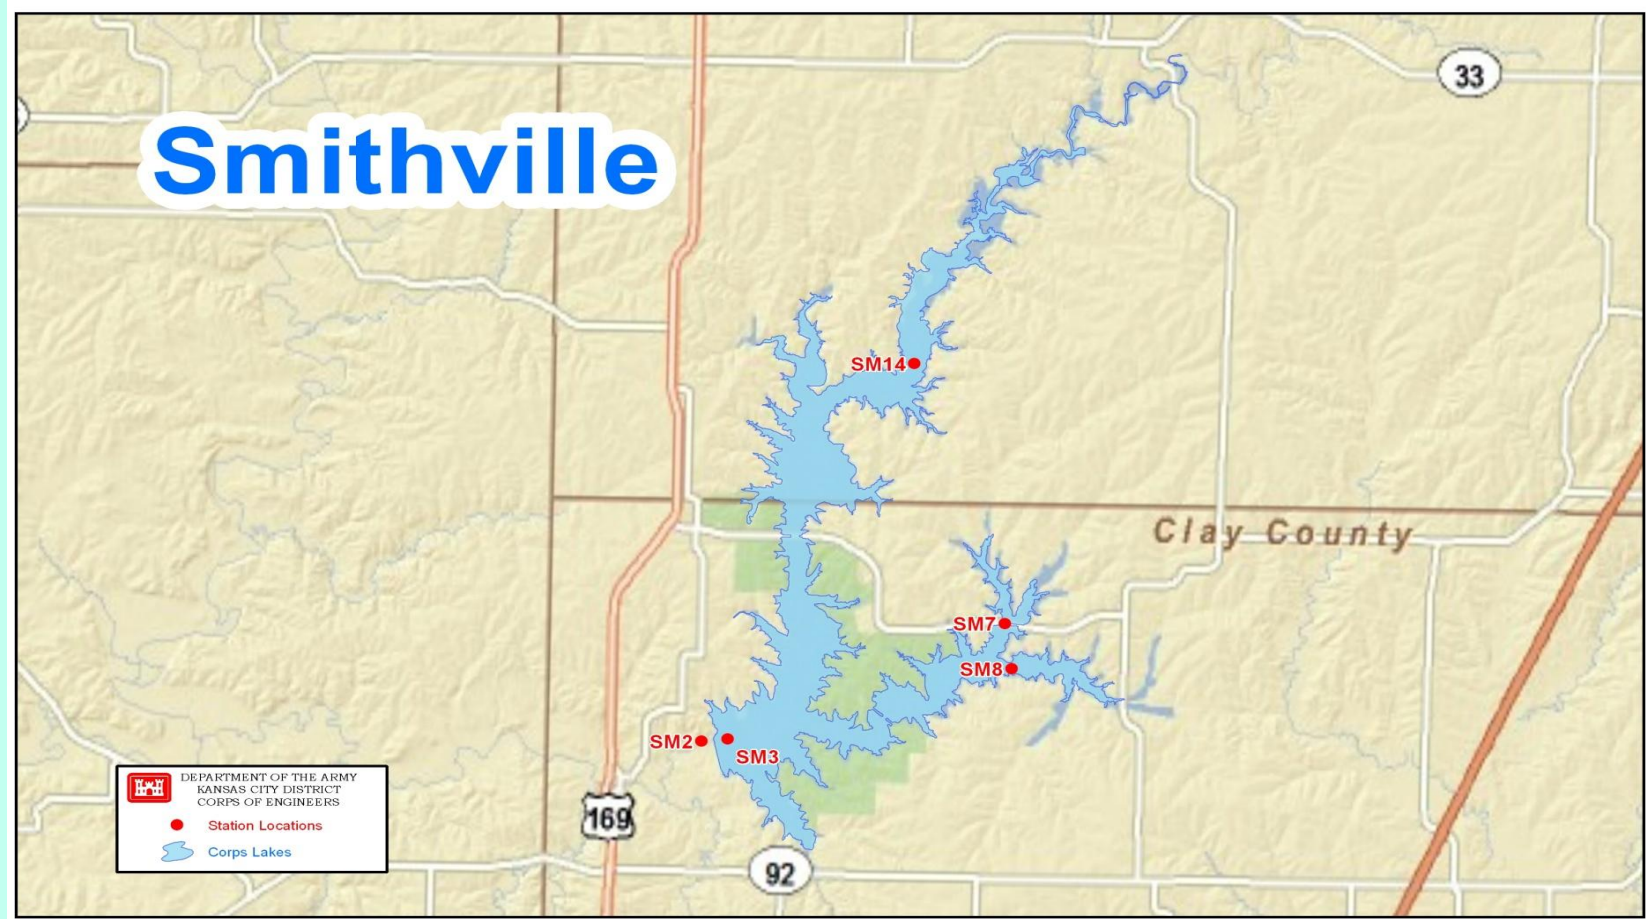 33
Smithville
SM14
Clay County
SM7
SM8
SM2
SM3
DEPARTMENT OF THE ARMY
KANSAS CITY DISTRICT
CORPS OF ENGINEERS
Station Locations
Corps Lakes
169
92